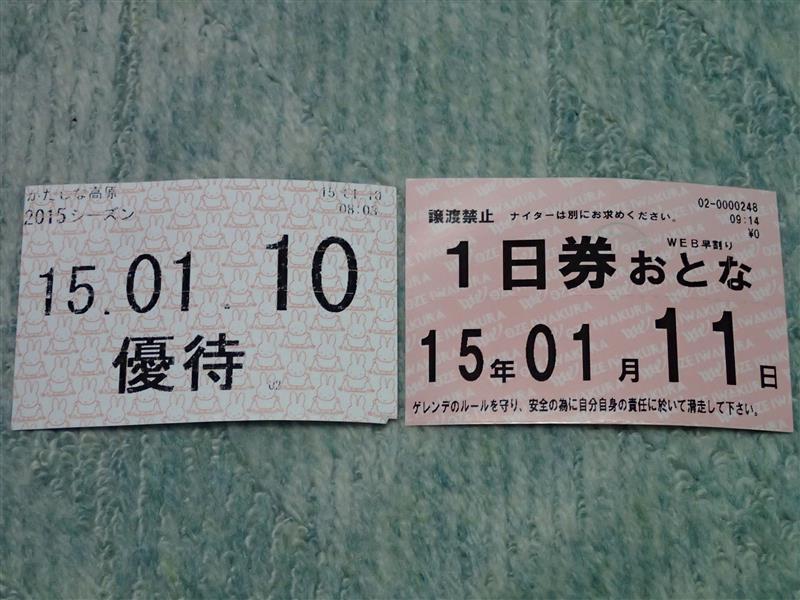 かたしな高原
2015シーズン
08:03
15.01.10
優待
02
02-0000248
譲渡禁止 ナイターは別にお求めください。 09:14
¥0
WEB早割り
1日券おとな
15年01月11日
ゲレンデのルールを守り、安全の為に自分自身の責任に於いて滑走して下さい。
OZE IWAKURA